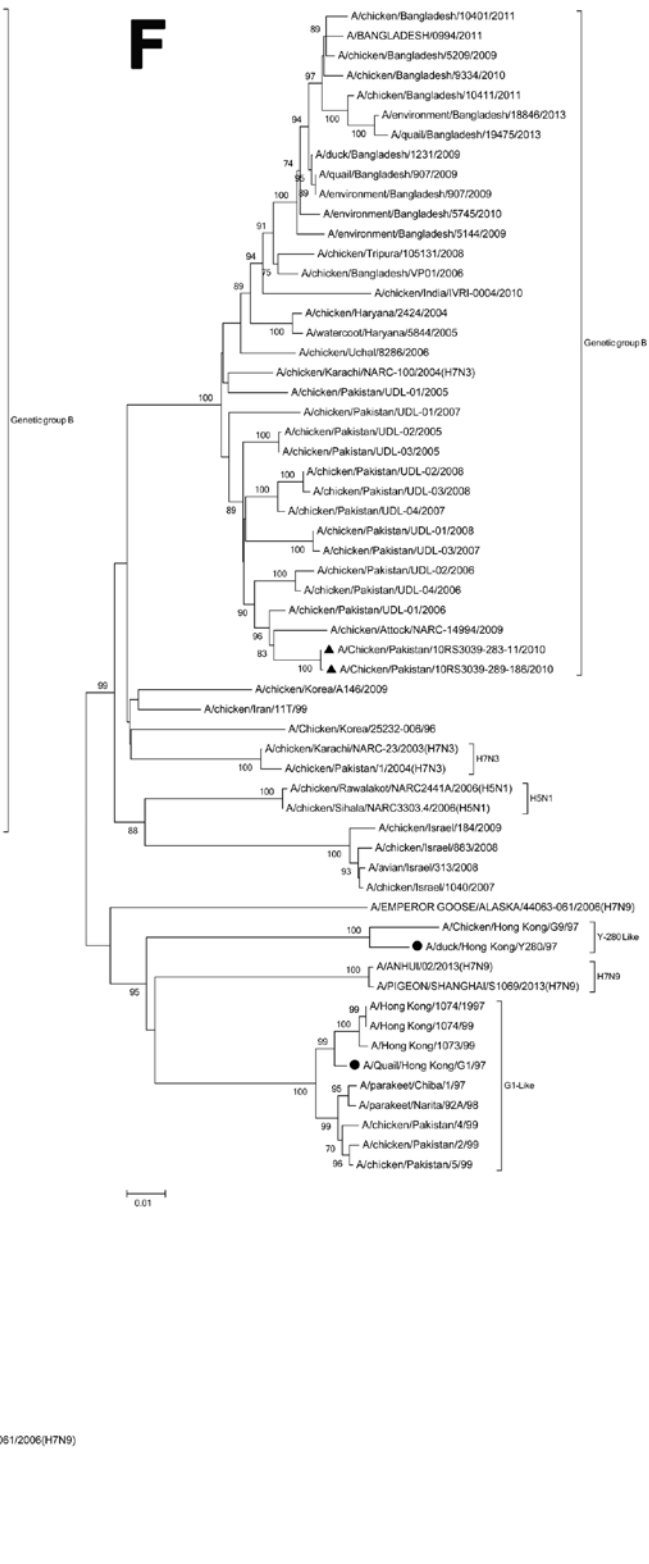 F
89
A/chicken/Bangladesh/10401/2011
A/BANGLADESH/0994/2011
A/chicken/Bangladesh/5209/2009
97
A/chicken/Bangladesh/9334/2010
A/chicken/Bangladesh/10411/2011
100
A/environment/Bangladesh/18846/2013
94
100
A/quail/Bangladesh/19475/2013
A/duck/Bangladesh/1231/2009
74
95
A/quail/Bangladesh/907/2009
100
89
A/environment/Bangladesh/907/2009
A/environment/Bangladesh/5745/2010
91
A/environment/Bangladesh/5144/2009
94
A/chicken/Tripura/105131/2008
75
A/chicken/Bangladesh/VP01/2006
89
A/chicken/India/IVRI-0004/2010
A/chicken/Haryana/2424/2004
100
A/watercoot/Haryana/5844/2005
Genetic group B
A/chicken/Uchal/8286/2006
A/chicken/Karachi/NARC-100/2004(H7N3)
100
A/chicken/Pakistan/UDL-01/2005
A/chicken/Pakistan/UDL-01/2007
Genetic group B
100
A/chicken/Pakistan/UDL-02/2005
A/chicken/Pakistan/UDL-03/2005
100
A/chicken/Pakistan/UDL-02/2008
100
A/chicken/Pakistan/UDL-03/2008
89
A/chicken/Pakistan/UDL-04/2007
A/chicken/Pakistan/UDL-01/2008
100
A/chicken/Pakistan/UDL-03/2007
100
A/chicken/Pakistan/UDL-02/2006
A/chicken/Pakistan/UDL-04/2006
90
A/chicken/Pakistan/UDL-01/2006
96
A/chicken/Attock/NARC-14994/2009
83
A/Chicken/Pakistan/10RS3039-283-11/2010
100
A/Chicken/Pakistan/10RS3039-289-186/2010
99
A/chicken/Korea/A146/2009
A/chicken/Iran/11T/99
A/Chicken/Korea/25232-006/96
A/chicken/Karachi/NARC-23/2003(H7N3)
H7N3
100
A/chicken/Pakistan/1/2004(H7N3)
100
A/chicken/Rawalakot/NARC2441A/2006(H5N1)
H5N1
A/chicken/Sihala/NARC3303.4/2006(H5N1)
88
A/chicken/Israel/184/2009
100
A/chicken/Israel/883/2008
93
A/avian/Israel/313/2008
A/chicken/Israel/1040/2007
A/EMPEROR GOOSE/ALASKA/44063-061/2006(H7N9)
100
A/Chicken/Hong Kong/G9/97
Y-280 Like
A/duck/Hong Kong/Y280/97
100
A/ANHUI/02/2013(H7N9)
H7N9
95
A/PIGEON/SHANGHAI/S1069/2013(H7N9)
99
A/Hong Kong/1074/1997
100
A/Hong Kong/1074/99
99
A/Hong Kong/1073/99
A/Quail/Hong Kong/G1/97
100
95
A/parakeet/Chiba/1/97
G1-Like
A/parakeet/Narita/92A/98
99
A/chicken/Pakistan/4/99
70
A/chicken/Pakistan/2/99
96
A/chicken/Pakistan/5/99
0.01
061/2006(H7N9)